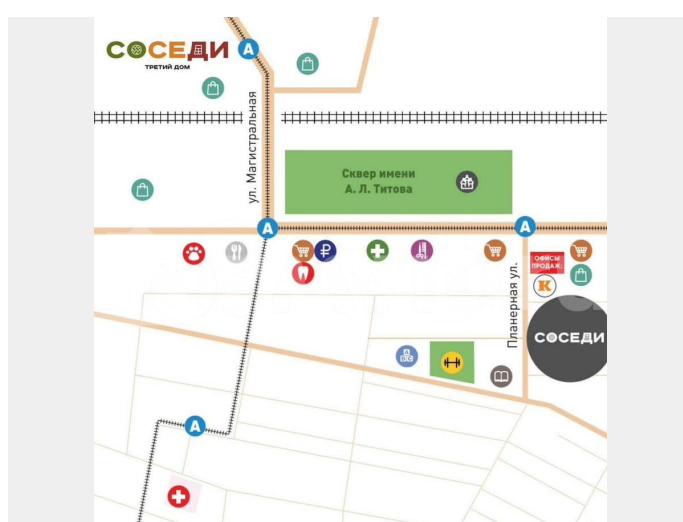 СОСЕДИ
ТРЕТИЙ ДОМ
А
ул. Магистральная
Сквер имени
А. Л. Титова
А
А
₽
ОФИСЫ
ПРОДАЖ
К
Планерная ул.
СОСЕДИ
А